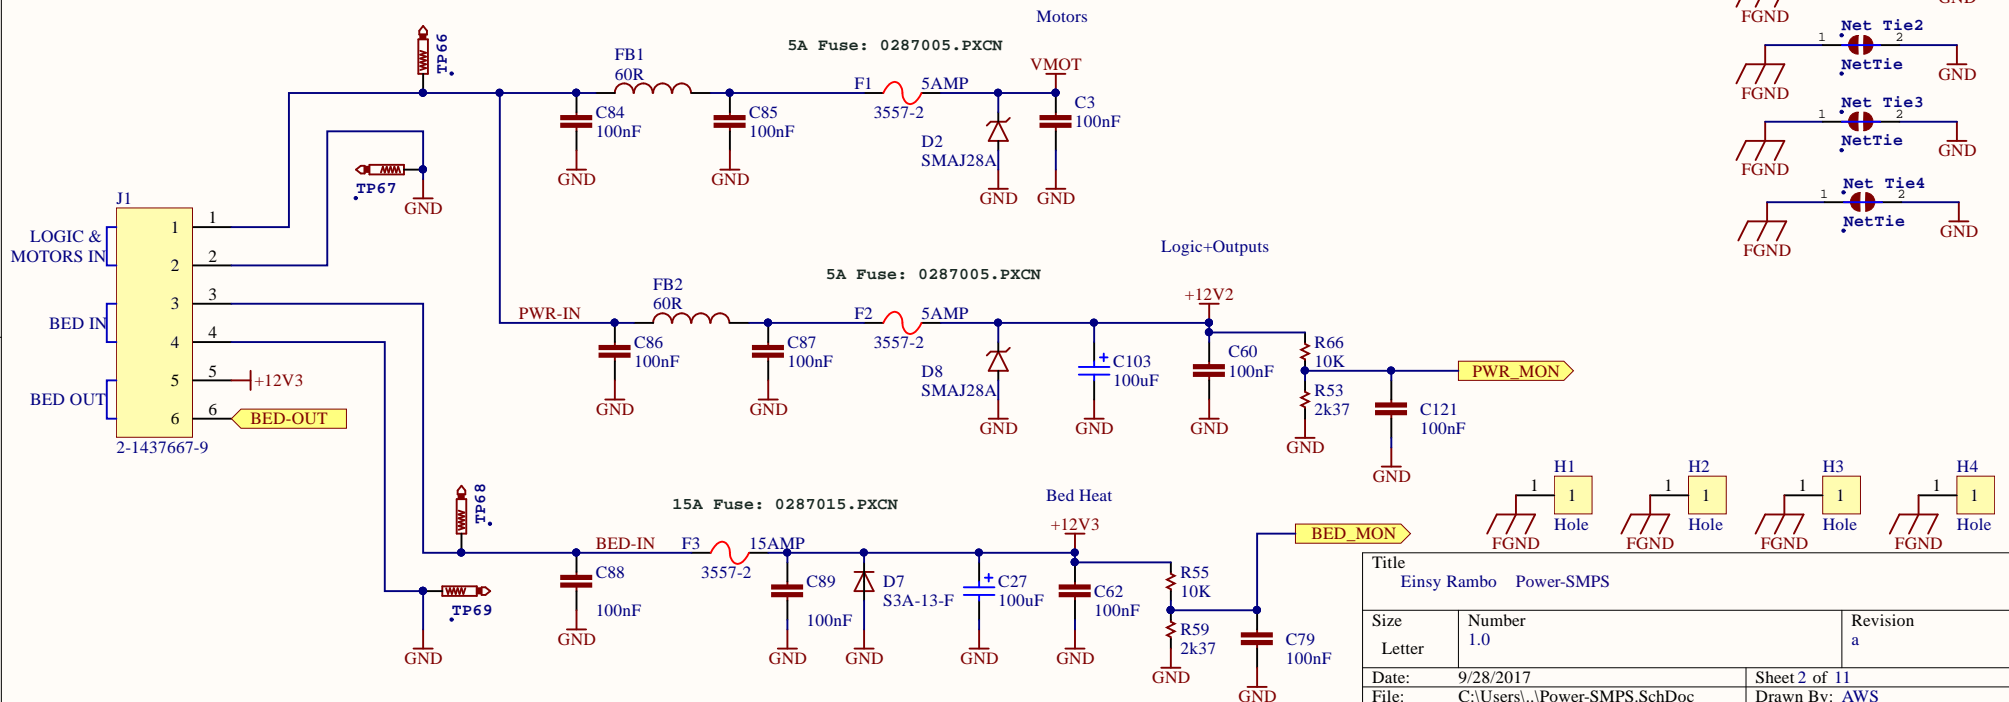 Motors
5A Fuse: 0287005.PXCN
TP66
FB1
60R
F1
5AMP
3557-2
VMOT
C84
100nF
C85
100nF
D2
SMAJ28A
C3
100nF
GND
GND
GND
GND
TP67
GND
J1
LOGIC &
MOTORS IN
BED IN
BED OUT
1 1
2 2
3 3
4 4
5 5
6 6
+12V3
BED-OUT
2-1437667-9
Logic+Outputs
5A Fuse: 0287005.PXCN
FB2
60R
PWR-IN
F2
5AMP
3557-2
+12V2
C86
100nF
C87
100nF
D8
SMAJ28A
C103
100uF
C60
100nF
R66
10K
R53
2k37
PWR_MON
C121
100nF
GND
GND
GND
GND
GND
GND
GND
Bed Heat
15A Fuse: 0287015.PXCN
TP68
BED-IN
F3
15AMP
3557-2
+12V3
C88
100nF
C89
100nF
D7
S3A-13-F
C27
100uF
C62
100nF
R55
10K
R59
2k37
BED_MON
C79
100nF
TP69
GND
GND
GND
GND
GND
GND
GND
GND
FGND
GND
Net Tie2
1 2
NetTie
FGND
GND
Net Tie3
1 2
NetTie
FGND
GND
Net Tie4
1 2
NetTie
FGND
GND
H1
1 1
Hole
FGND
H2
1 1
Hole
FGND
H3
1 1
Hole
FGND
H4
1 1
Hole
FGND
Title
Einsy Rambo Power-SMPS
Size
Letter
Number
1.0
Revision
a
Date: 9/28/2017
Sheet 2 of 11
File: C:\Users\..\Power-SMPS.SchDoc
Drawn By: AWS